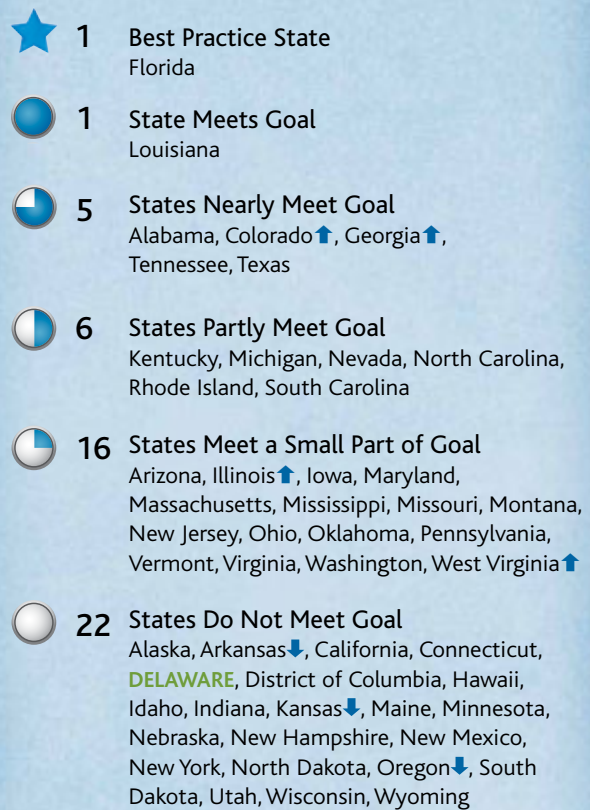 1 Best Practice State
Florida
1 State Meets Goal
Louisiana
5 States Nearly Meet Goal
Alabama, Colorado⬆, Georgia⬆,
Tennessee, Texas
6 States Partly Meet Goal
Kentucky, Michigan, Nevada, North Carolina,
Rhode Island, South Carolina
16 States Meet a Small Part of Goal
Arizona, Illinois⬆, Iowa, Maryland,
Massachusetts, Mississippi, Missouri, Montana,
New Jersey, Ohio, Oklahoma, Pennsylvania,
Vermont, Virginia, Washington, West Virginia⬆
22 States Do Not Meet Goal
Alaska, Arkansas⬇, California, Connecticut,
DELAWARE, District of Columbia, Hawaii,
Idaho, Indiana, Kansas⬇, Maine, Minnesota,
Nebraska, New Hampshire, New Mexico,
New York, North Dakota, Oregon⬇, South
Dakota, Utah, Wisconsin, Wyoming